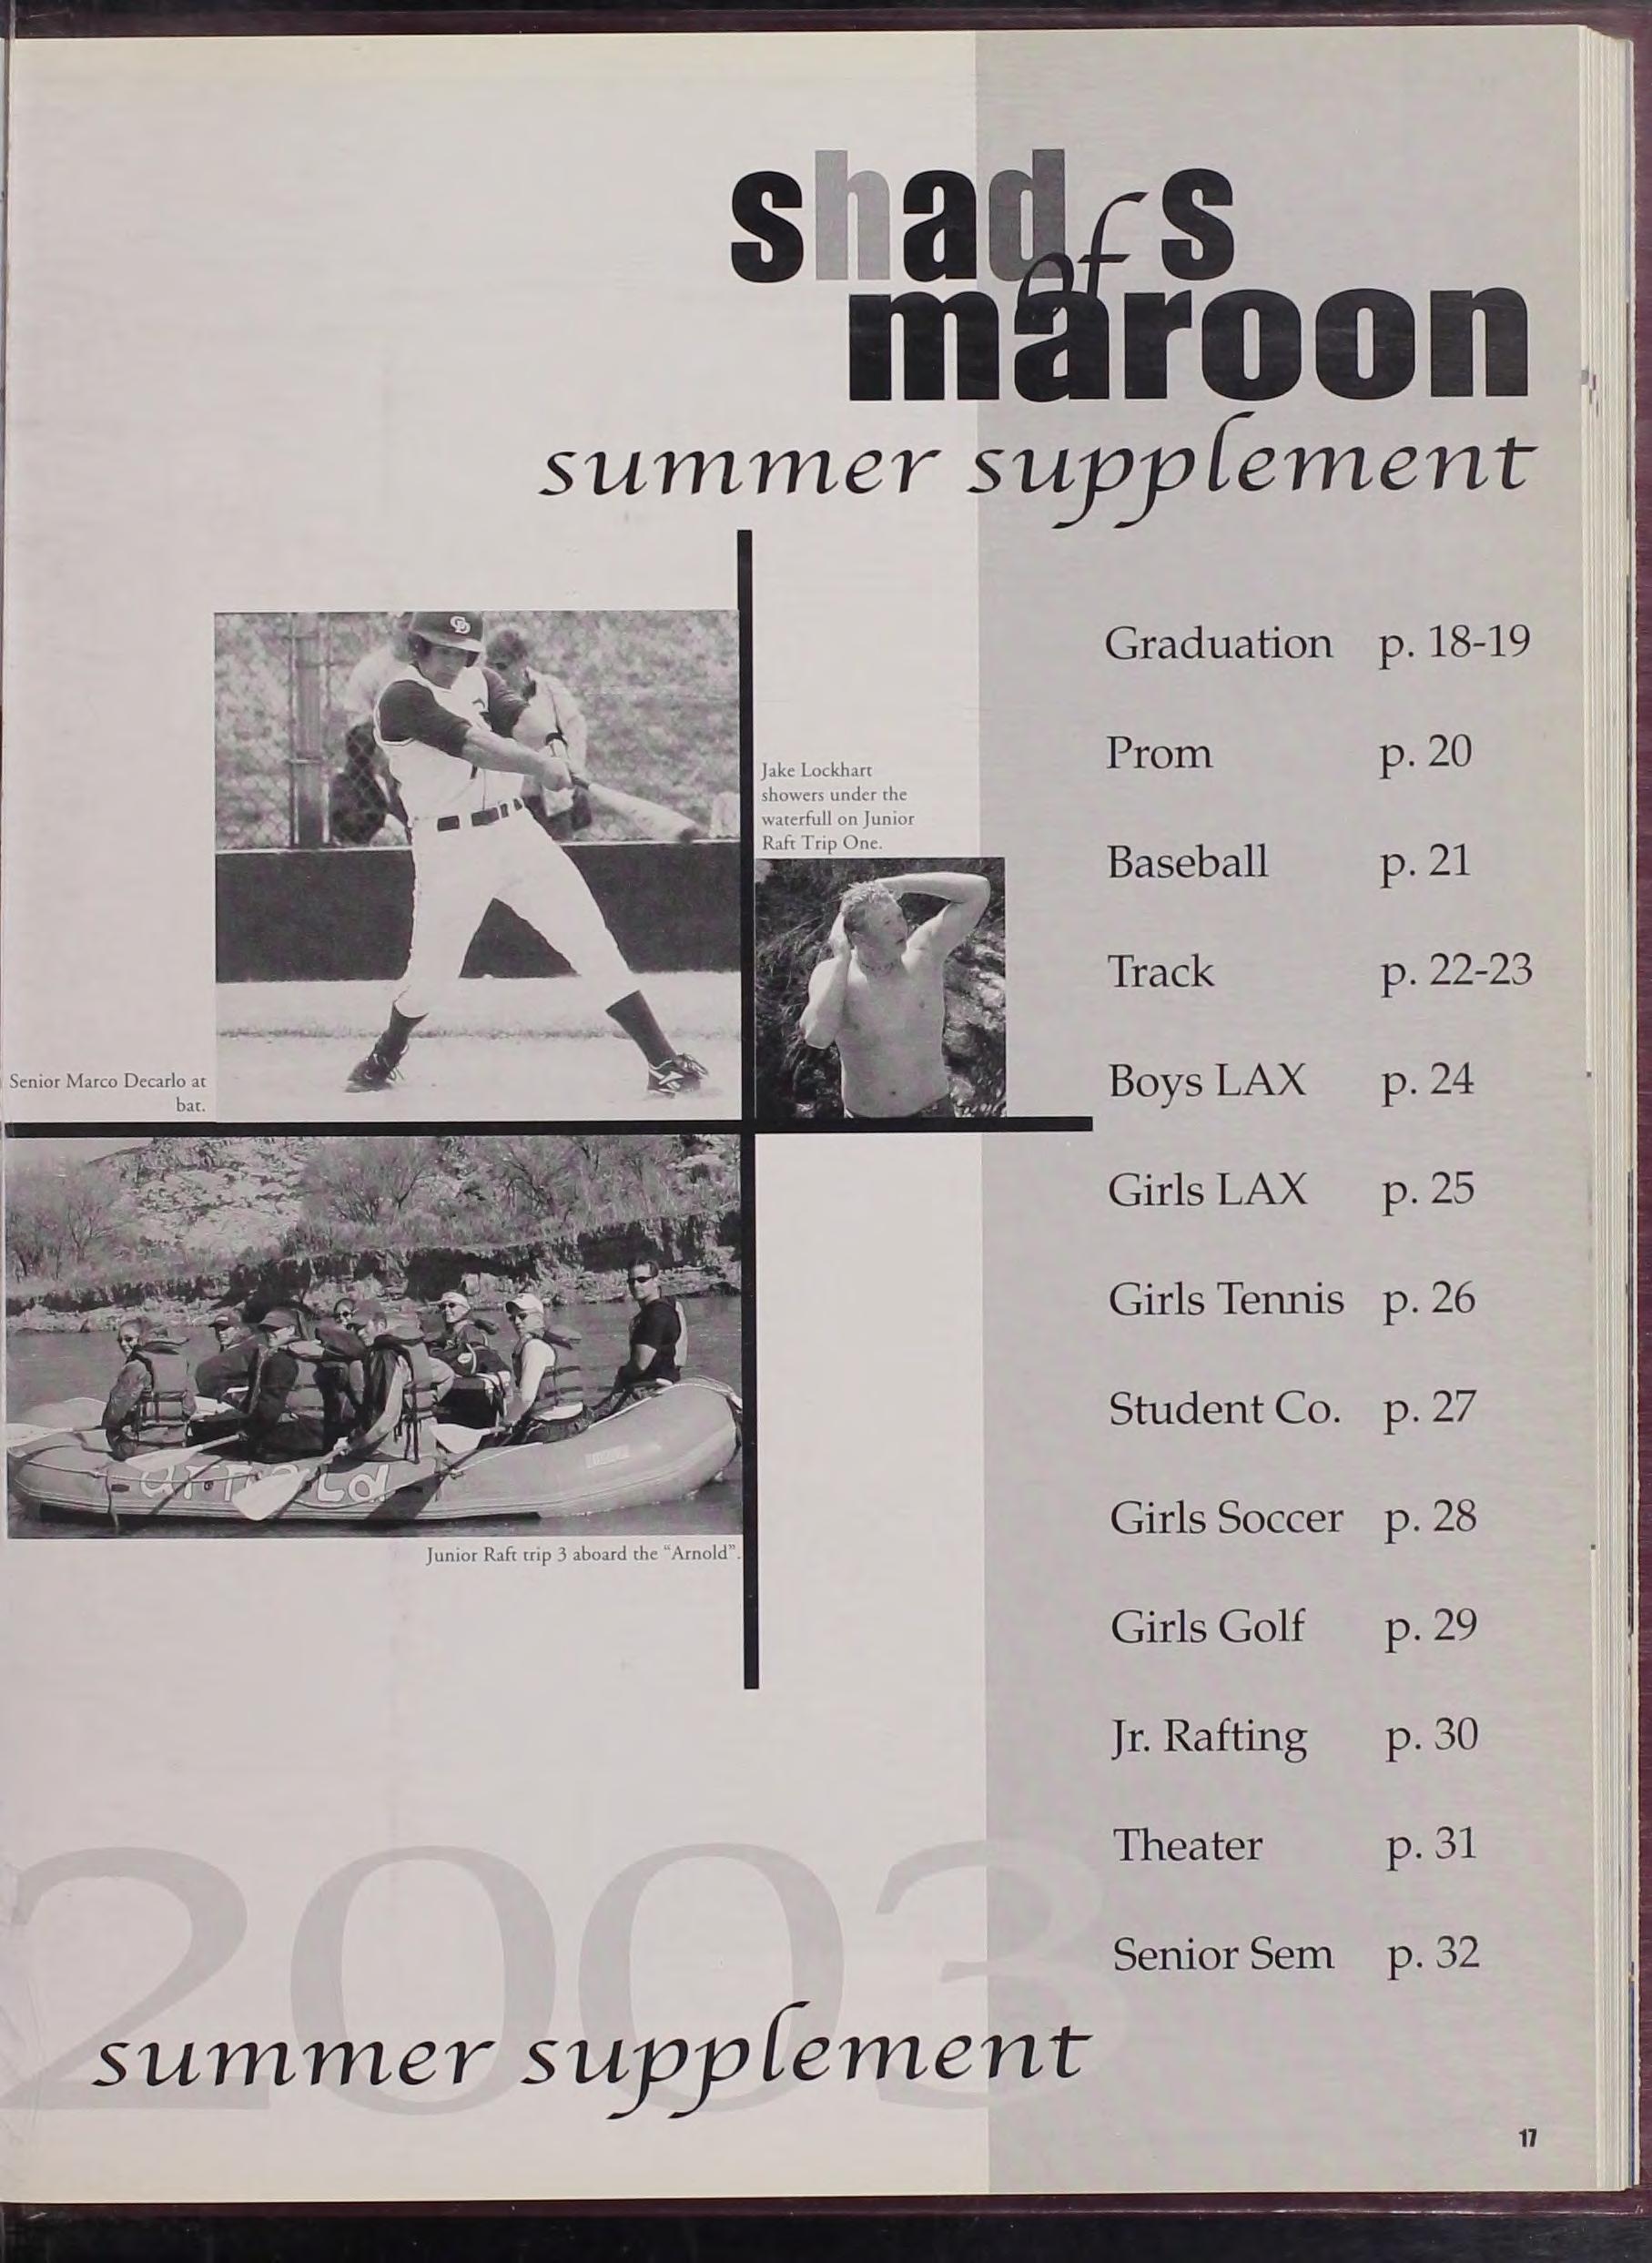 shades
of
maroon
summer supplement
Graduation p. 18-19
Prom p. 20
Baseball p. 21
Track p. 22-23
Boys LAX p. 24
Girls LAX p. 25
Girls Tennis p. 26
Student Co. p. 27
Girls Soccer p. 28
Girls Golf p. 29
Jr. Rafting p. 30
Theater p. 31
Senior Sem p. 32
Jake Lockhart
showers under the
waterfull on Junior
Raft Trip One.
Senior Marco Decarlo at
bat.
arnold
Junior Raft trip 3 aboard the “Arnold”.
2003
summer supplement
17